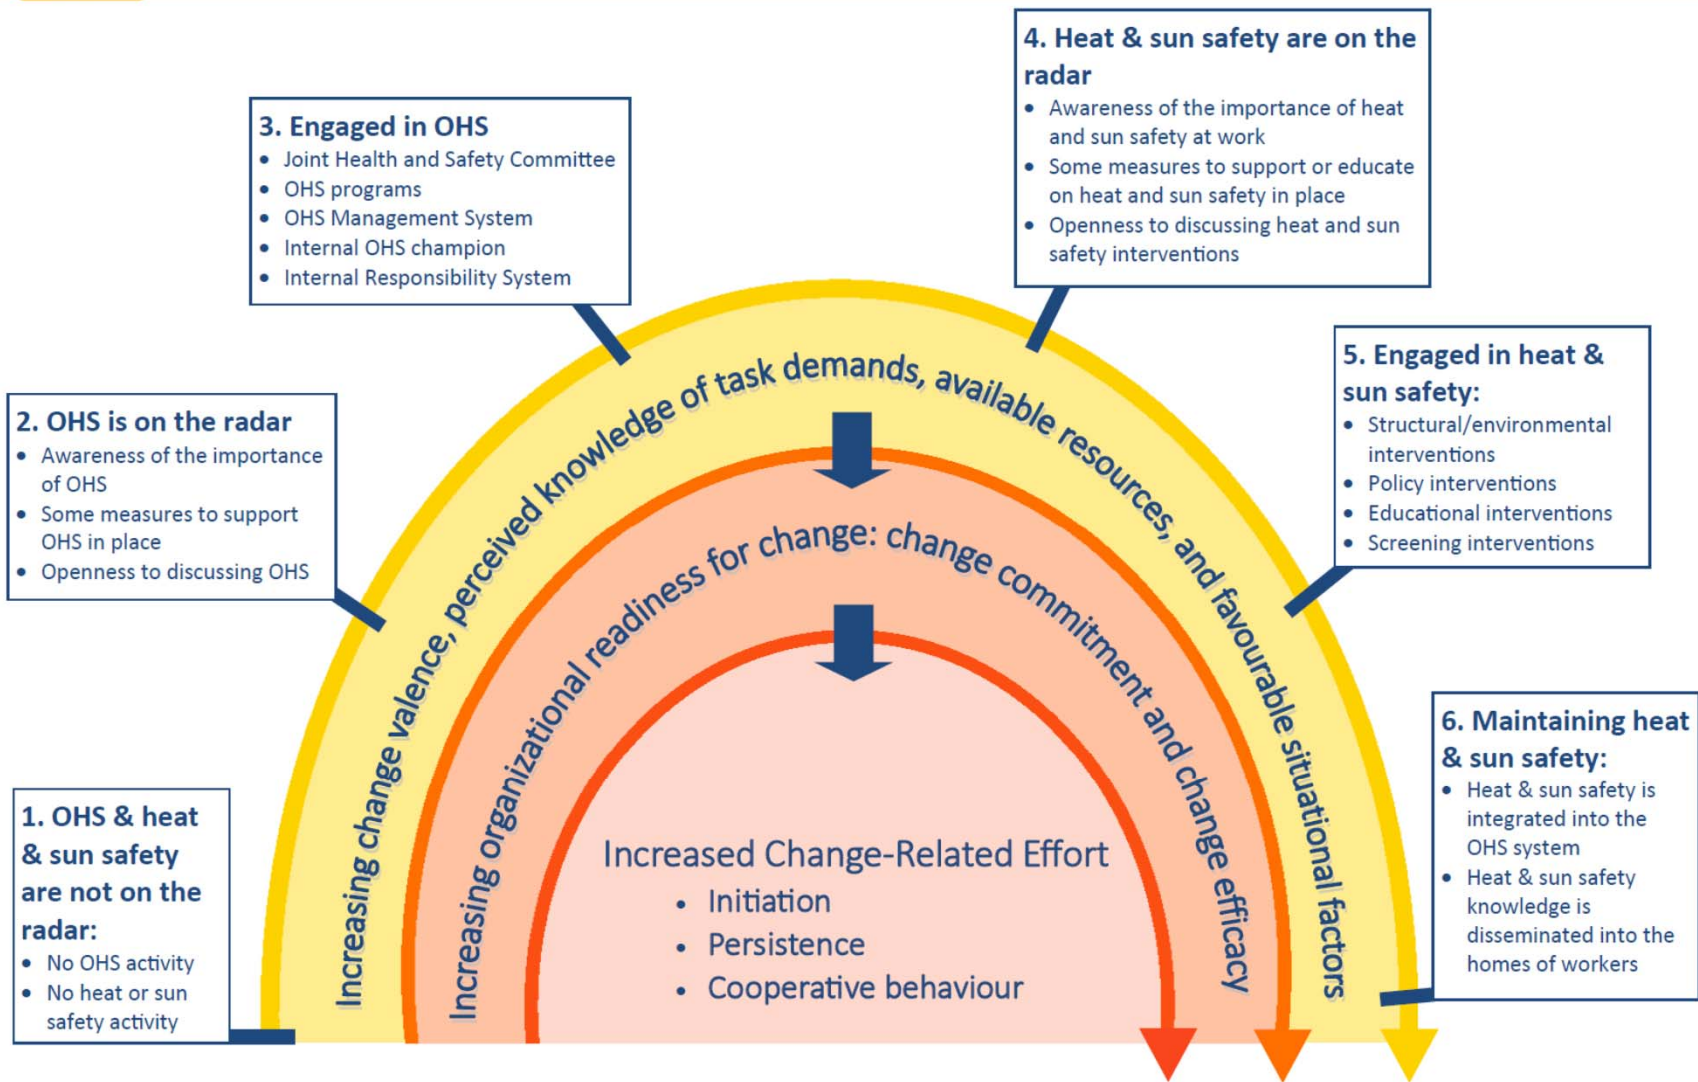 1. OHS & heat
& sun safety
are not on the
radar:
• No OHS activity
• No heat or sun
safety activity
2. OHS is on the radar
• Awareness of the importance
of OHS
• Some measures to support
OHS in place
• Openness to discussing OHS
3. Engaged in OHS
• Joint Health and Safety Committee
• OHS programs
• OHS Management System
• Internal OHS champion
• Internal Responsibility System
4. Heat & sun safety are on the
radar
• Awareness of the importance of heat
and sun safety at work
• Some measures to support or educate
on heat and sun safety in place
• Openness to discussing heat and sun
safety interventions
5. Engaged in heat &
sun safety:
• Structural/environmental
interventions
• Policy interventions
• Educational interventions
• Screening interventions
6. Maintaining heat
& sun safety:
• Heat & sun safety is
integrated into the
OHS system
• Heat & sun safety
knowledge is
disseminated into the
homes of workers
Increasing change valence, perceived knowledge of task demands, available resources, and favourable situational factors
Increasing organizational readiness for change: change commitment and change efficacy
Increased Change-Related Effort
• Initiation
• Persistence
• Cooperative behaviour